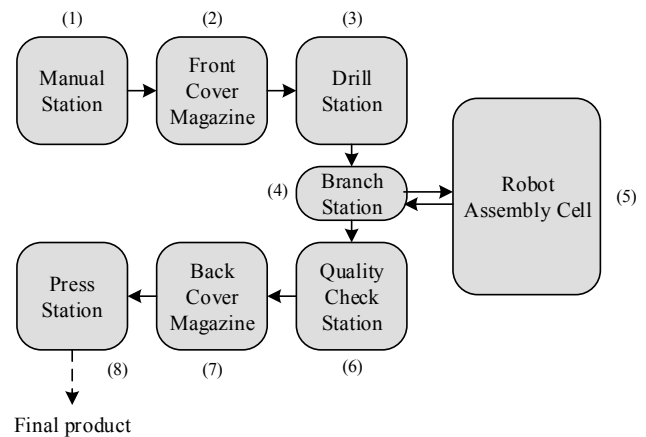 (1)
(2)
(3)
Manual
Station
Front
Cover
Magazine
Drill
Station
(4)
Branch
Station
Robot
Assembly Cell
(5)
Press
Station
Back
Cover
Magazine
Quality
Check
Station
(8)
(7)
(6)
Final product